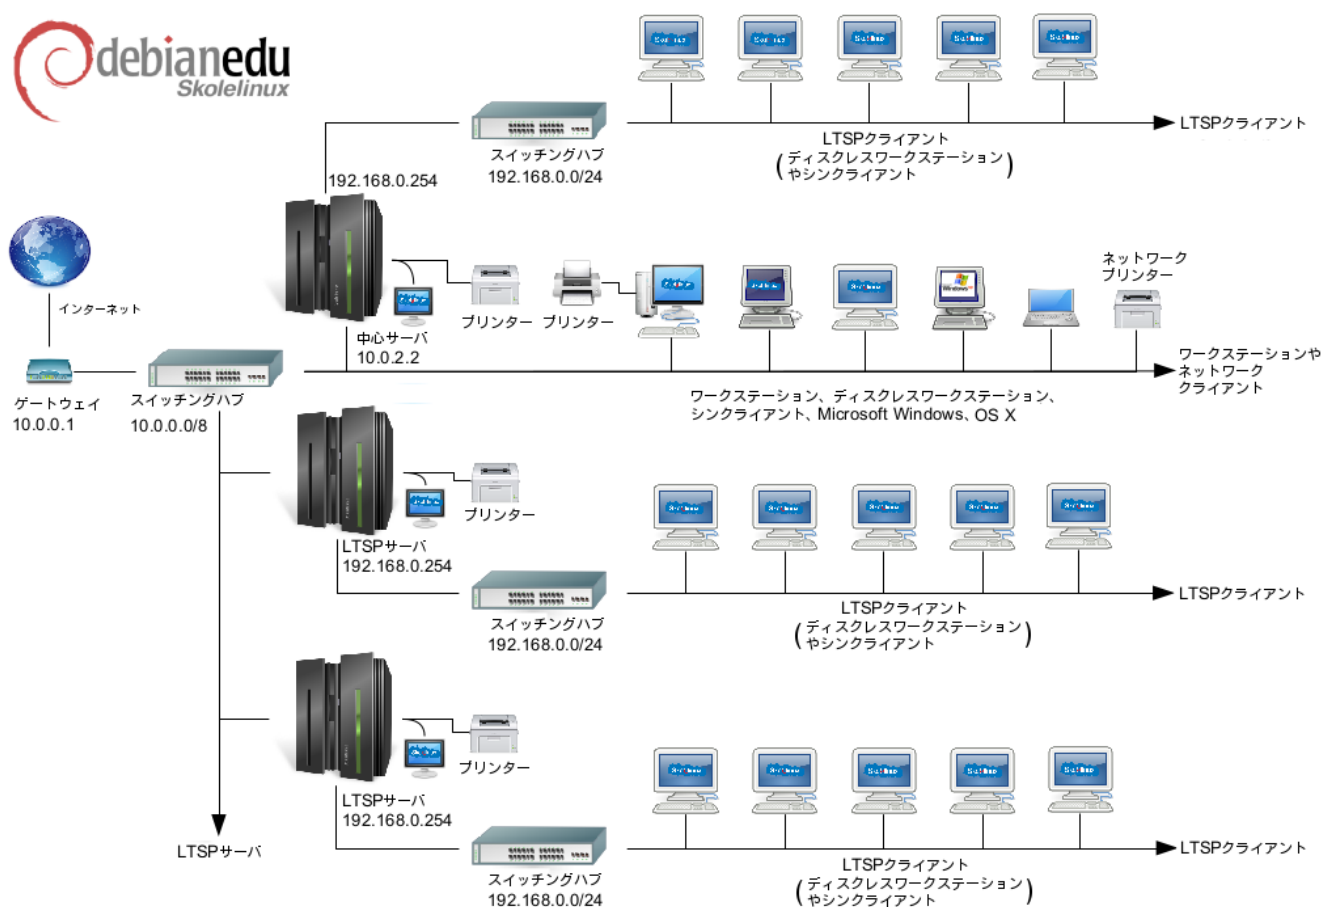 debianedu
Skolelinux
スイッチングハブ
192.168.0.0/24
LTSPクライアント
(ディスクレスワークステーション
やシンクライアント)
LTSPクライアント
192.168.0.254
インターネット
中心サーバ
10.0.2.2
プリンター
プリンター
Windows
ネットワーク
プリンター
ワークステーションや
ネットワーク
クライアント
ゲートウェイ
10.0.0.1
スイッチングハブ
10.0.0.0/8
ワークステーション、ディスクレスワークステーション、
シンクライアント、Microsoft Windows、OS X
プリンター
LTSPサーバ
192.168.0.254
スイッチングハブ
192.168.0.0/24
LTSPクライアント
(ディスクレスワークステーション
やシンクライアント)
LTSPクライアント
プリンター
LTSPサーバ
192.168.0.254
LTSPサーバ
スイッチングハブ
192.168.0.0/24
LTSPクライアント
(ディスクレスワークステーション
やシンクライアント)
LTSPクライアント